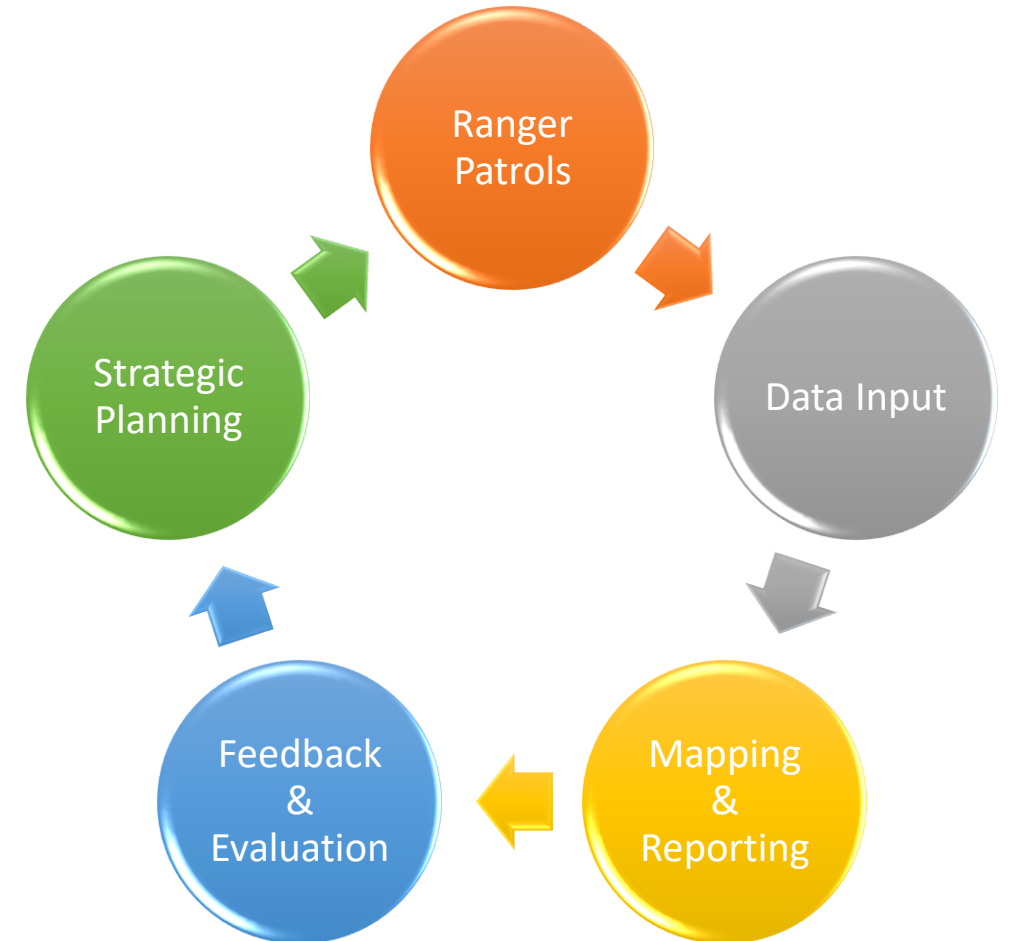 Ranger
Patrols
Data Input
Mapping
&
Reporting
Feedback
&
Evaluation
Strategic
Planning